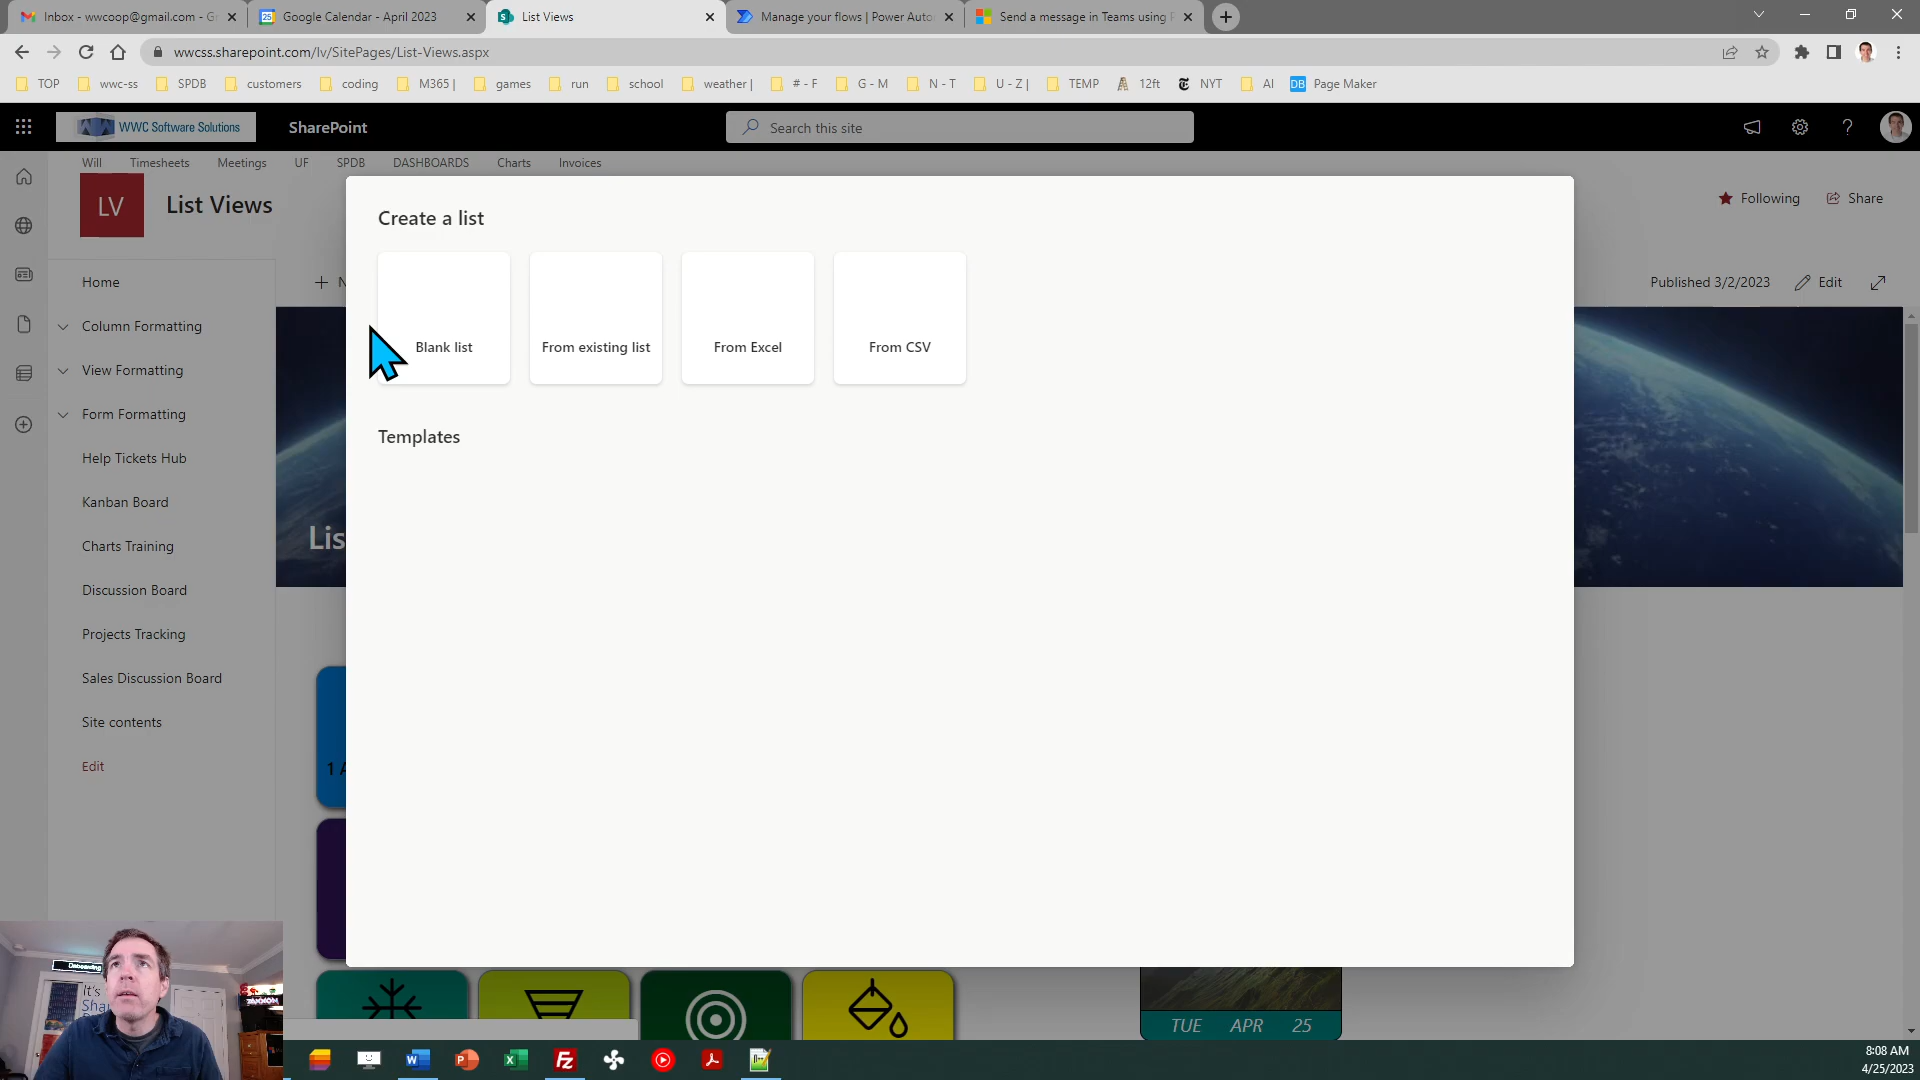 Inbox - wwcoop@gmail.com - G
Google Calendar - April 2023
List Views
Manage your flows | Power Auto
Send a message in Teams using
wwcss.sharepoint.com/lv/SitePages/List-Views.aspx
TOP
wwc-ss
SPDB
customers
coding
M365 |
games
run
school
weather |
# - F
G - M
N - T
U - Z |
TEMP
12ft
NYT
AI
DB
Page Maker
WWC Software Solutions
SharePoint
Search this site
Will
Timesheets
Meetings
UF
SPDB
DASHBOARDS
Charts
Invoices
LV
List Views
Following
Share
Home
Column Formatting
View Formatting
Form Formatting
Help Tickets Hub
Kanban Board
Charts Training
Discussion Board
Projects Tracking
Sales Discussion Board
Site contents
Edit
N
Published 3/2/2023
Edit
Create a list
Blank list
From existing list
From Excel
From CSV
Templates
Lis
1 A
TUE APR 25
Onboarding
It's
8:08 AM
4/25/2023